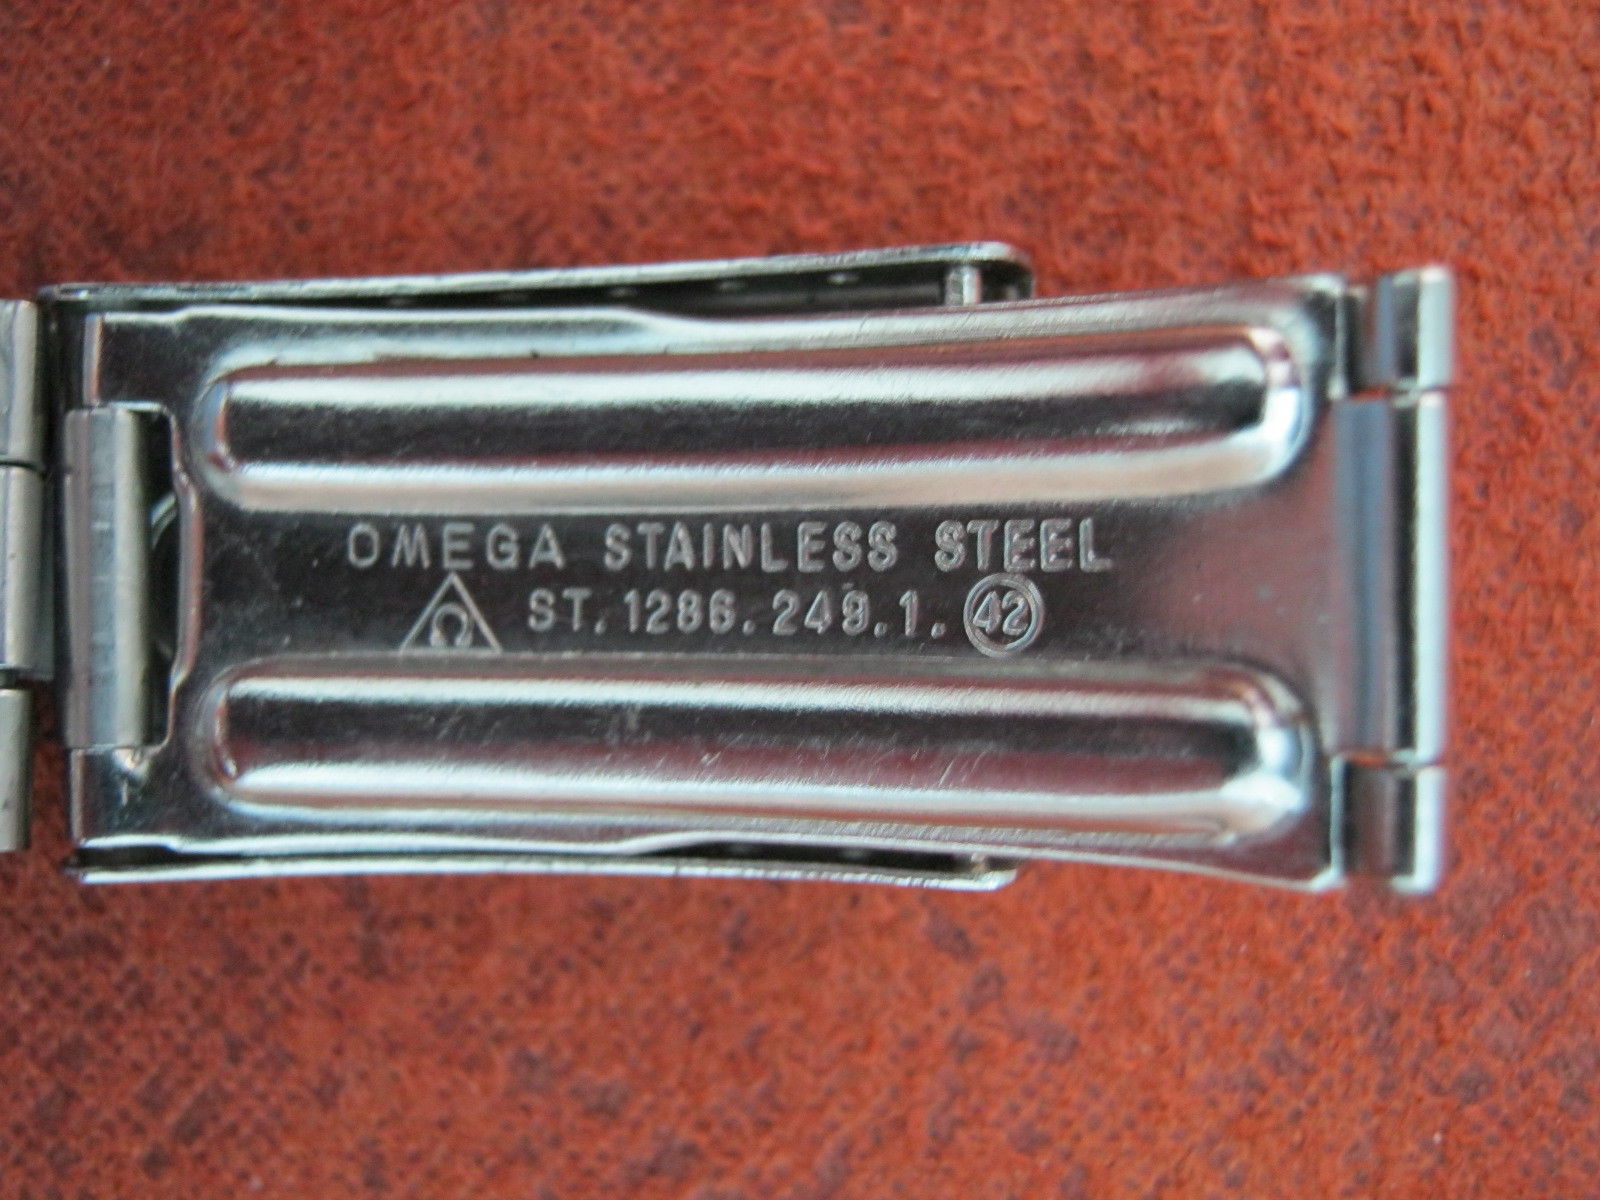 OMEGA STAINLESS STEEL
Ω ST. 1286.249.1. 42